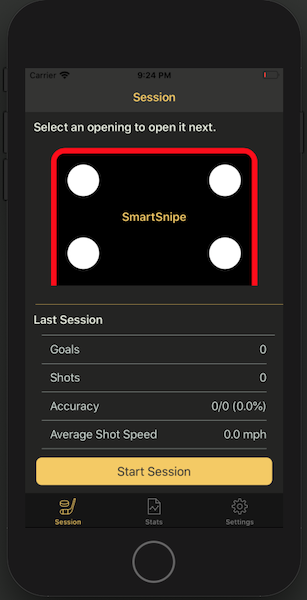 Carrier 9:24 PM
Session
Select an opening to open it next.
SmartSnipe
Last Session
Goals 0
Shots 0
Accuracy 0/0 (0.0%)
Average Shot Speed 0.0 mph
Start Session
Session Stats Settings